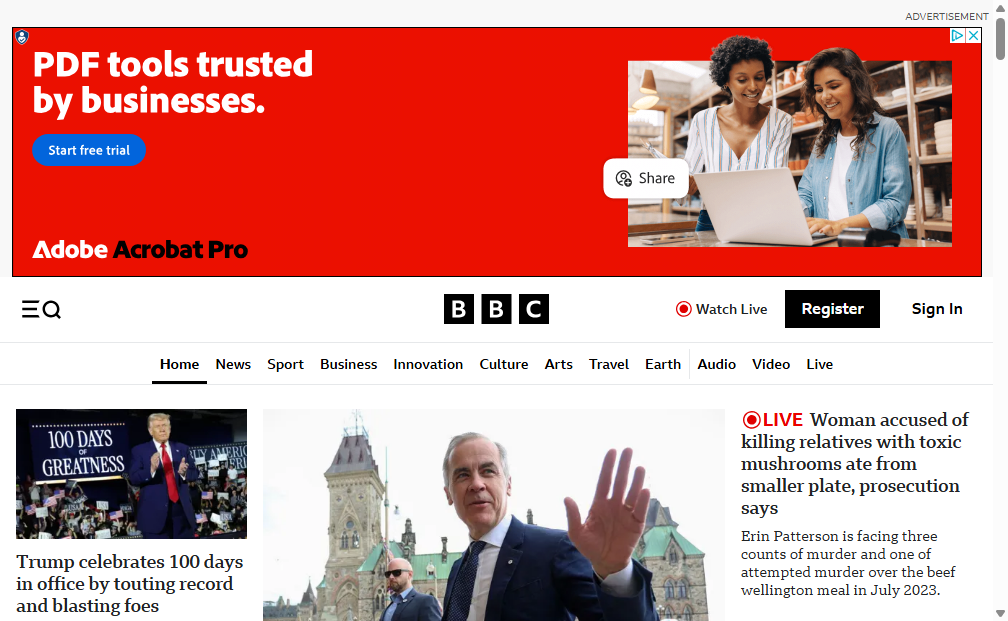 ADVERTISEMENT
PDF tools trusted
by businesses.
Start free trial
Share
Adobe Acrobat Pro
BBC
Watch Live
Register
Sign In
Home
News
Sport
Business
Innovation
Culture
Arts
Travel
Earth
Audio
Video
Live
100 DAYS
OF
GREATNESS
Trump celebrates 100 days
in office by touting record
and blasting foes
LIVE Woman accused of
killing relatives with toxic
mushrooms ate from
smaller plate, prosecution
says
Erin Patterson is facing three
counts of murder and one of
attempted murder over the beef
wellington meal in July 2023.